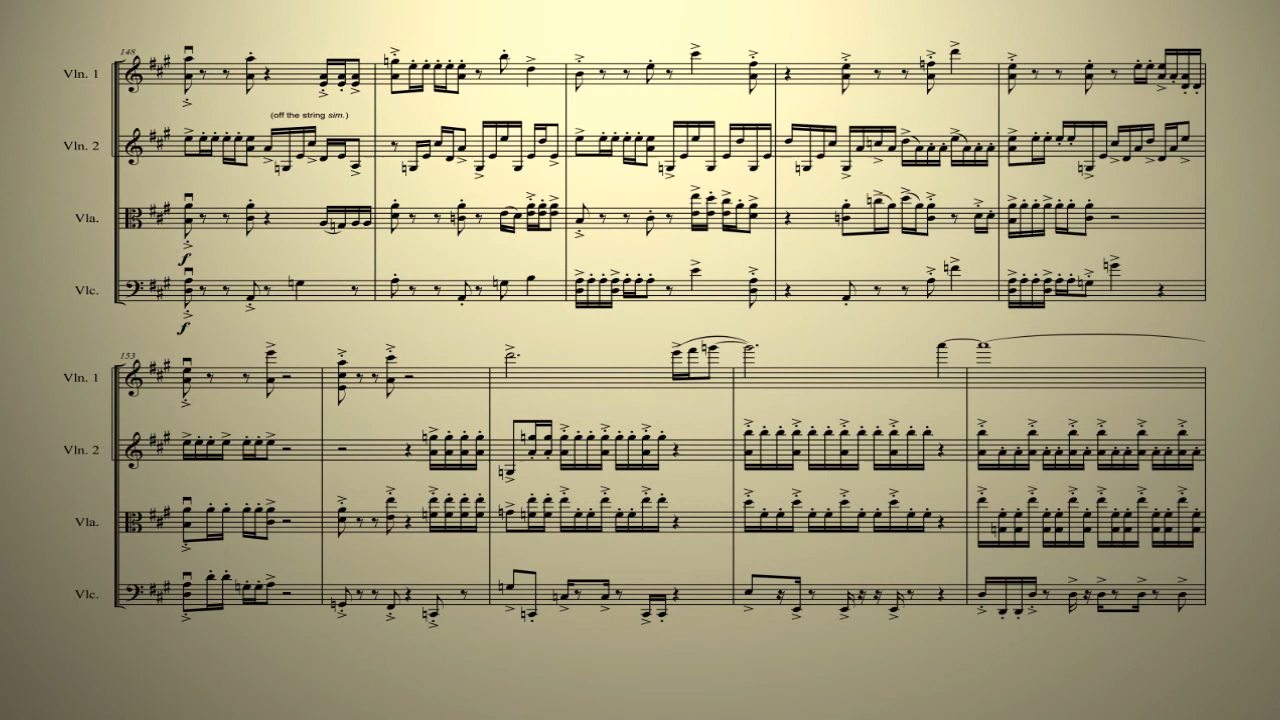 148
Vln. 1
(off the string sim.)
Vln. 2
Vla.
f
Vlc.
f
153
Vln. 1
Vln. 2
Vla.
Vlc.